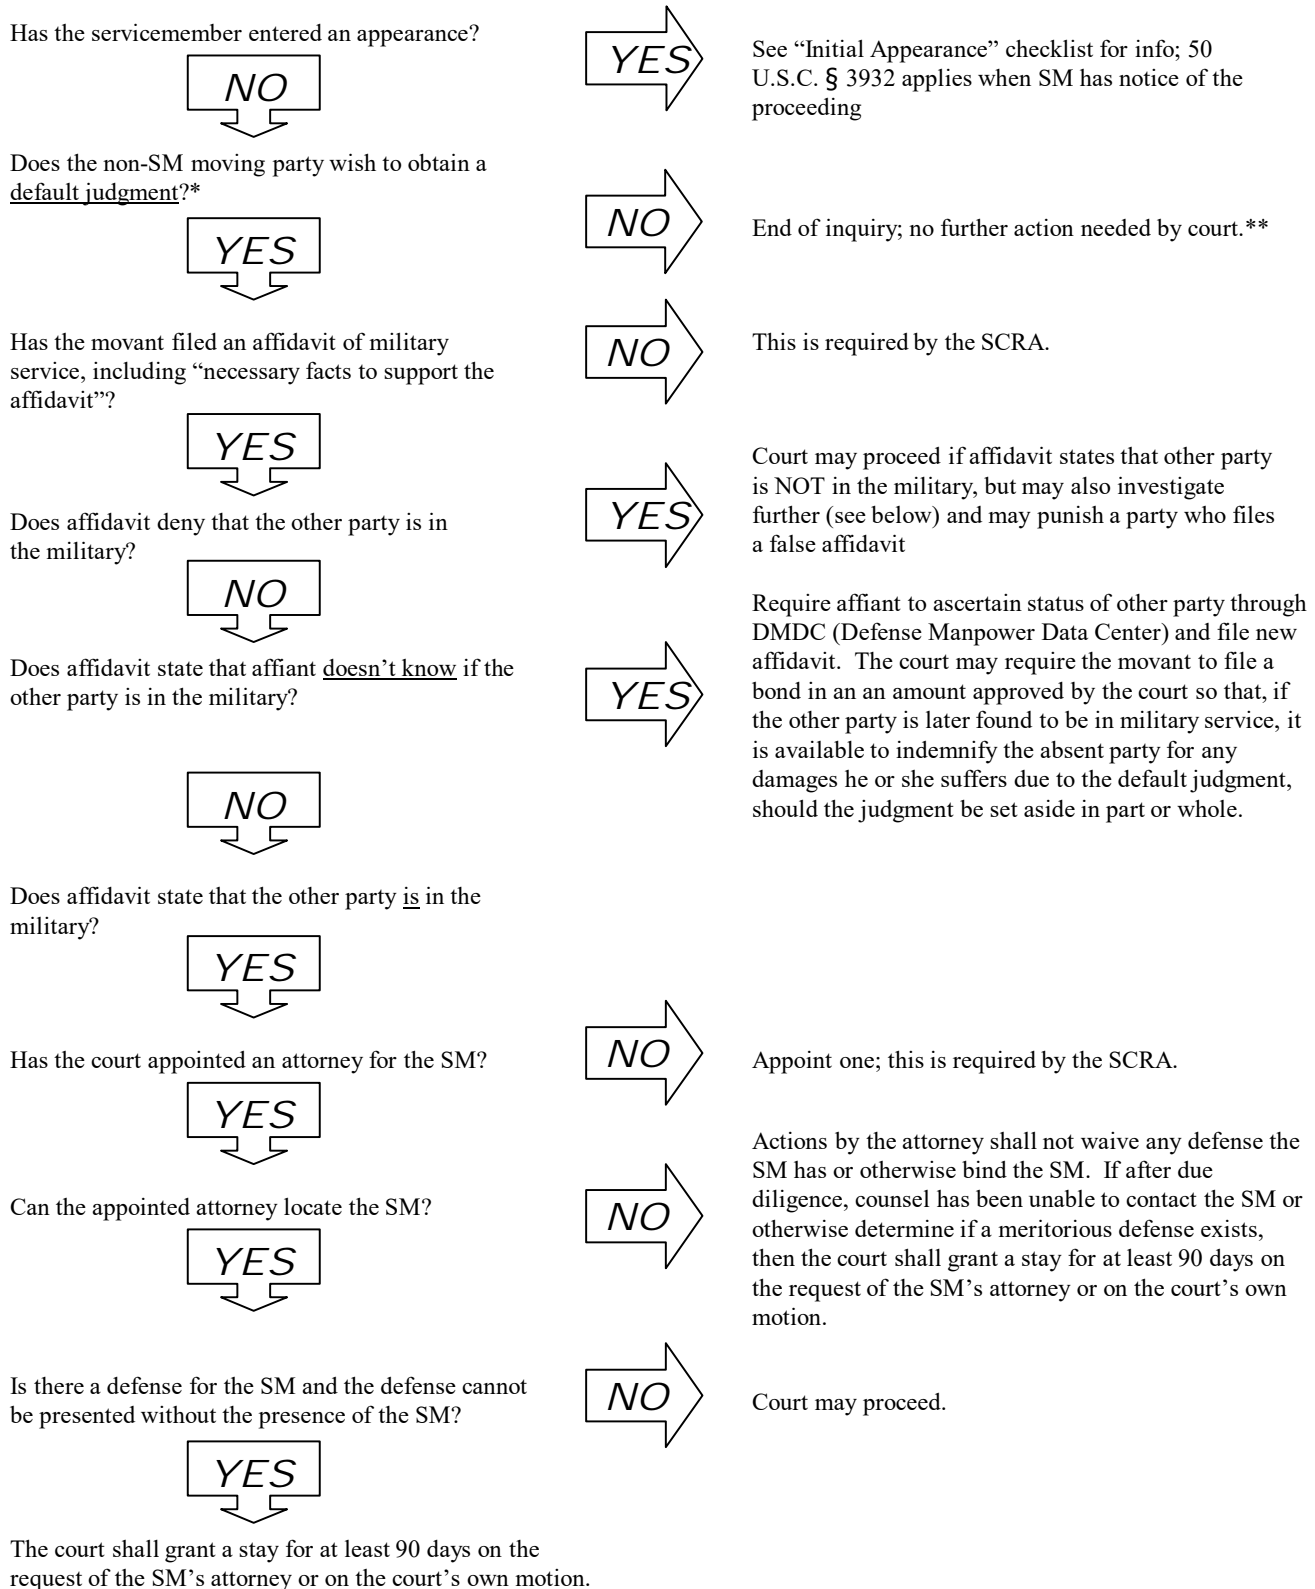 Has the servicemember entered an appearance?
NO
YES
See “Initial Appearance” checklist for info; 50
U.S.C. § 3932 applies when SM has notice of the
proceeding
Does the non-SM moving party wish to obtain a
default judgment?*
YES
NO
End of inquiry; no further action needed by court.**
Has the movant filed an affidavit of military
service, including “necessary facts to support the
affidavit”?
YES
NO
This is required by the SCRA.
Does affidavit deny that the other party is in
the military?
NO
YES
Court may proceed if affidavit states that other party
is NOT in the military, but may also investigate
further (see below) and may punish a party who files
a false affidavit
Does affidavit state that affiant doesn’t know if the
other party is in the military?
NO
YES
Require affiant to ascertain status of other party through
DMDC (Defense Manpower Data Center) and file new
affidavit.  The court may require the movant to file a
bond in an an amount approved by the court so that, if
the other party is later found to be in military service, it
is available to indemnify the absent party for any
damages he or she suffers due to the default judgment,
should the judgment be set aside in part or whole.
Does affidavit state that the other party is in the
military?
YES
Has the court appointed an attorney for the SM?
YES
NO
Appoint one; this is required by the SCRA.
Can the appointed attorney locate the SM?
YES
NO
Actions by the attorney shall not waive any defense the
SM has or otherwise bind the SM.  If after due
diligence, counsel has been unable to contact the SM or
otherwise determine if a meritorious defense exists,
then the court shall grant a stay for at least 90 days on
the request of the SM’s attorney or on the court’s own
motion.
Is there a defense for the SM and the defense cannot
be presented without the presence of the SM?
YES
NO
Court may proceed.
The court shall grant a stay for at least 90 days on the
request of the SM’s attorney or on the court’s own motion.